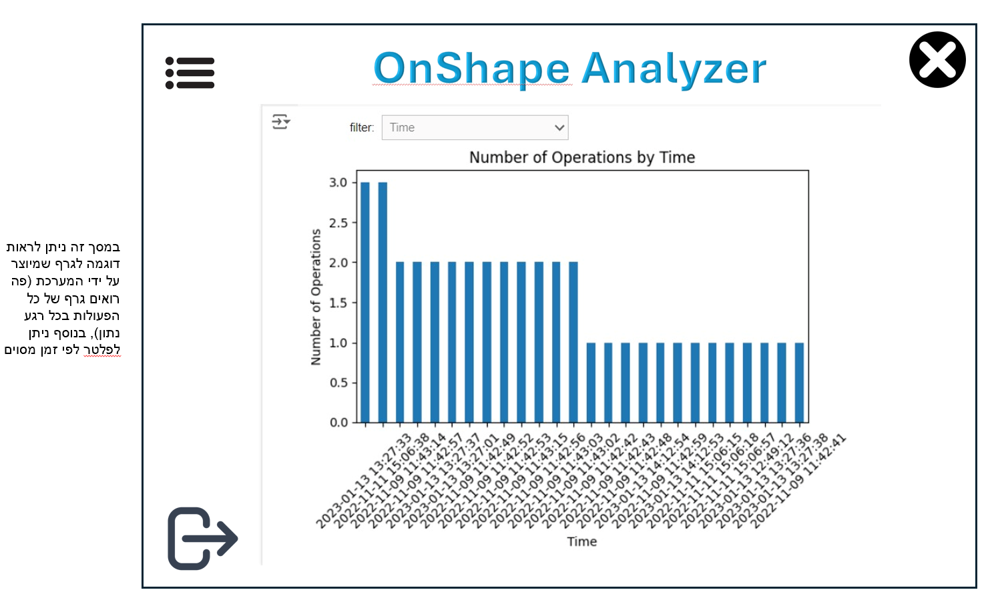 OnShape Analyzer
filter: Time
Number of Operations by Time
3.0
2.5
2.0
1.5
1.0
0.5
0.0
Number of Operations
2023-01-13 13:27:33
2022-11-11 15:06:38
2022-11-09 11:43:14
2022-11-09 11:42:57
2023-01-13 13:27:37
2023-01-13 13:27:01
2022-11-09 11:42:49
2022-11-09 11:42:52
2022-11-09 11:42:53
2022-11-09 11:43:15
2022-11-09 11:42:56
2022-11-09 11:43:03
2022-11-09 11:43:02
2022-11-09 11:42:42
2022-11-09 11:42:43
2022-11-09 11:42:48
2023-01-13 14:12:54
2022-11-09 11:42:59
2023-01-13 14:12:53
2022-11-11 15:06:15
2022-11-11 15:06:18
2022-11-11 15:06:57
2023-01-13 12:49:12
2023-01-13 13:27:36
2023-01-13 13:27:38
2022-11-09 11:42:41
Time
במסך זה ניתן לראות
דוגמה לגרף שמיוצר
על ידי המערכת (פה
רואים גרף של כל
הפעולות בכל רגע
נתון), בנוסף ניתן
לפלטר לפי זמן מסוים